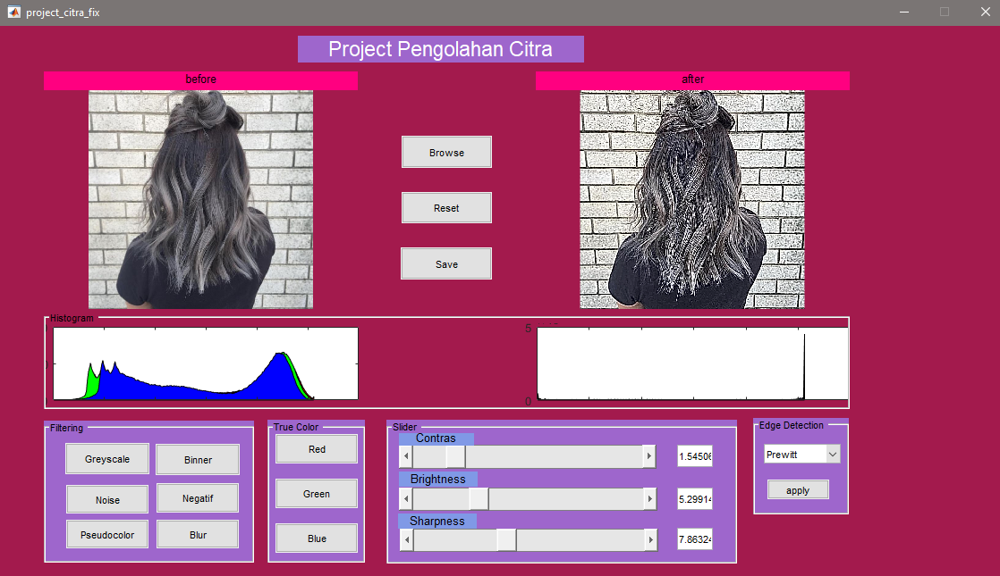 project_citra_fix
Project Pengolahan Citra
before
after
Browse
Reset
Save
Histogram
5
0
Filtering
Greyscale
Binner
Noise
Negatif
Pseudocolor
Blur
True Color
Red
Green
Blue
Slider
Contras
1.54506
Brightness
5.29914
Sharpness
7.86324
Edge Detection
Prewitt
apply